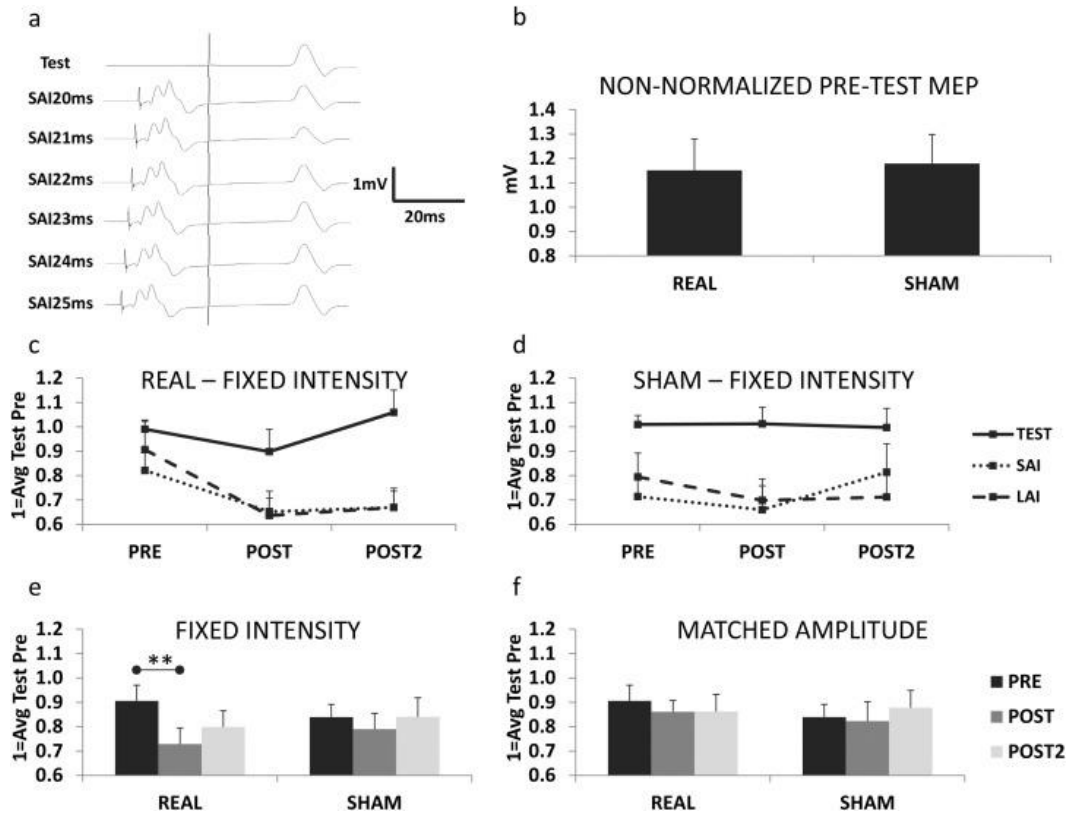 a
Test
SAI20ms
SAI21ms
SAI22ms
SAI23ms
SAI24ms
SAI25ms
1mV
20ms
b
NON-NORMALIZED PRE-TEST MEP
mV
1.4
1.3
1.2
1.1
1.0
0.9
0.8
REAL SHAM
c
REAL – FIXED INTENSITY
1=Avg Test Pre
1.2
1.1
1.0
0.9
0.8
0.7
0.6
PRE POST POST2
d
SHAM – FIXED INTENSITY
1=Avg Test Pre
1.2
1.1
1.0
0.9
0.8
0.7
0.6
PRE POST POST2
TEST
SAI
LAI
e
FIXED INTENSITY
1=Avg Test Pre
1.2
1.1
1.0
0.9
0.8
0.7
0.6
**
REAL SHAM
f
MATCHED AMPLITUDE
1=Avg Test Pre
1.2
1.1
1.0
0.9
0.8
0.7
0.6
REAL SHAM
PRE
POST
POST2